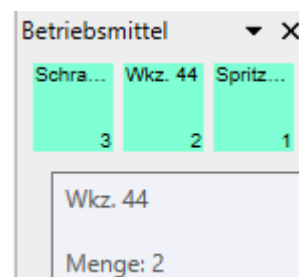 Betriebsmittel
Schra... Wkz. 44 Spritz...
3 2 1
Wkz. 44
Menge: 2